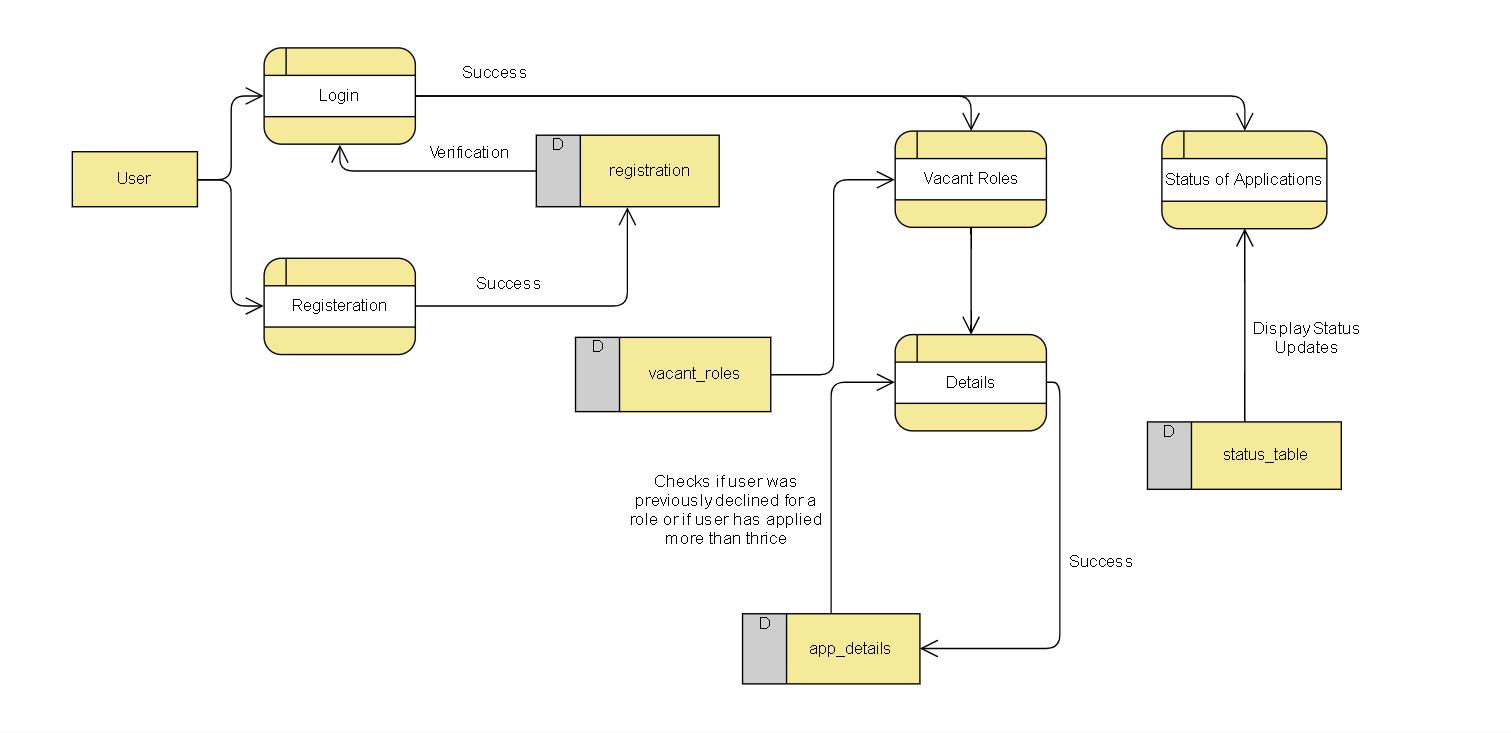 Success
Login
D
Verification
registration
User
Vacant Roles
Status of Applications
Success
Registeration
Display Status
Updates
D
vacant_roles
Details
D
status_table
Checks if user was
previously declined for a
role or if user has applied
more than thrice
Success
D
app_details